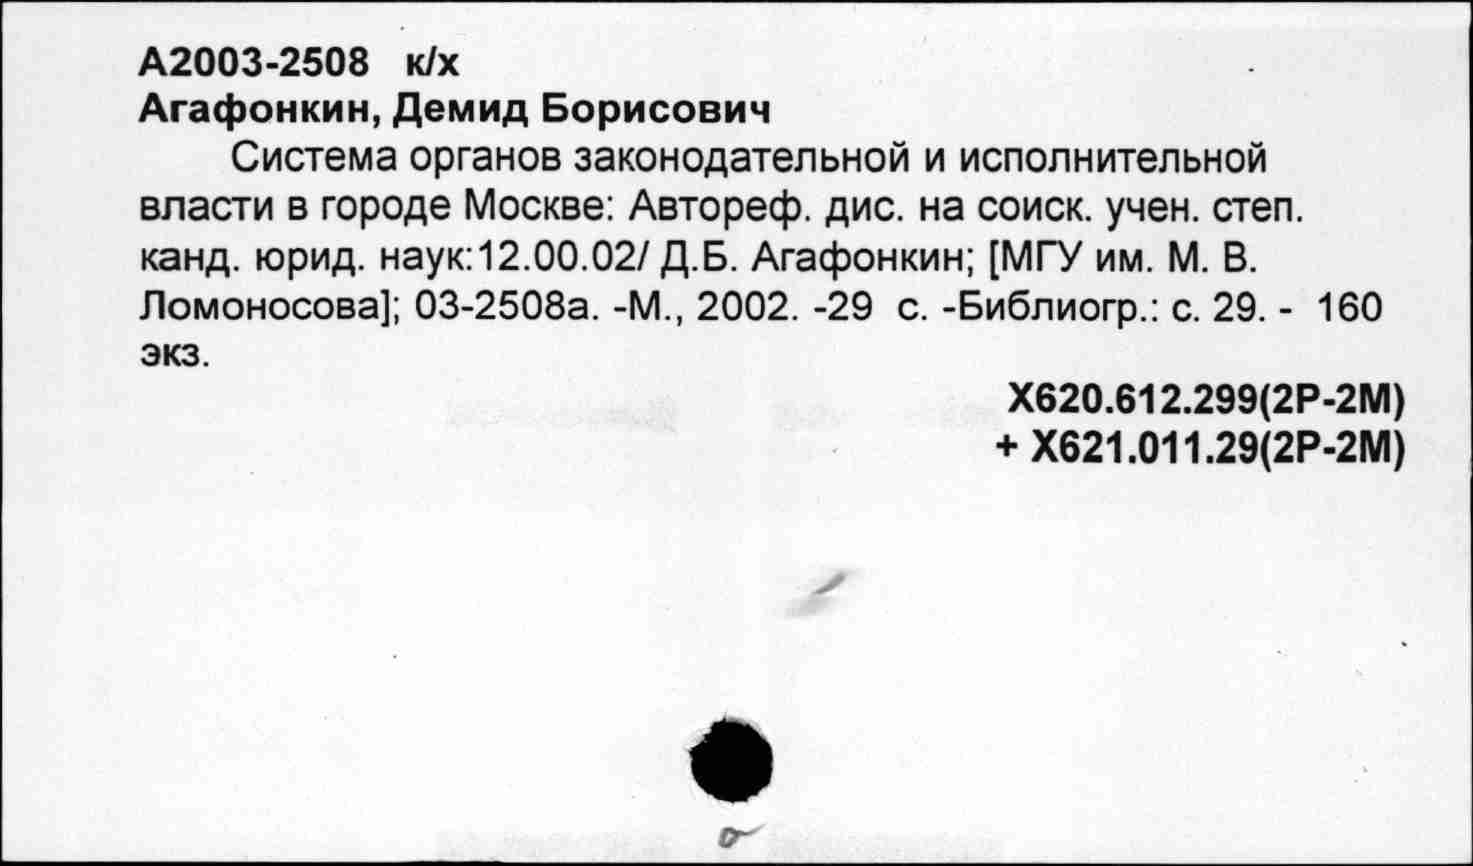 А2003-2508 к/х
Агафонкин, Демид Борисович
Система органов законодательной и исполнительной
власти в городе Москве: Автореф. дис. на соиск. учен. степ.
канд. юрид. наук:12.00.02/ Д.Б. Агафонкин; [МГУ им. М. В.
Ломоносова]; 03-2508а. -М., 2002. -29 с. -Библиогр.: с. 29. - 160
экз.
Х620.612.299(2Р-2М)
+ Х621.011.29(2Р-2М)